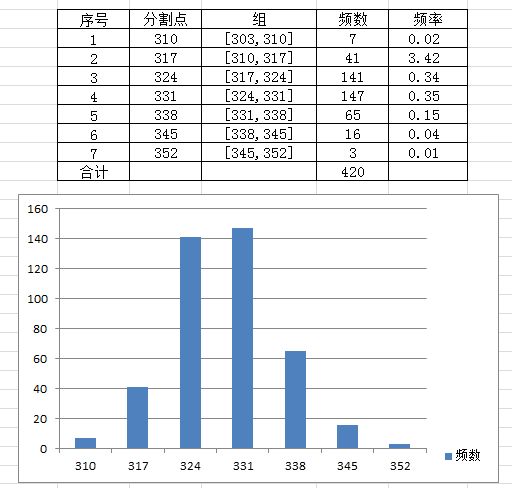 序号 分割点 组 频数 频率
1 310 [303,310] 7 0.02
2 317 [310,317] 41 3.42
3 324 [317,324] 141 0.34
4 331 [324,331] 147 0.35
5 338 [331,338] 65 0.15
6 345 [338,345] 16 0.04
7 352 [345,352] 3 0.01
合计 420
160
140
120
100
80
60
40
20
0
310 317 324 331 338 345 352
频数